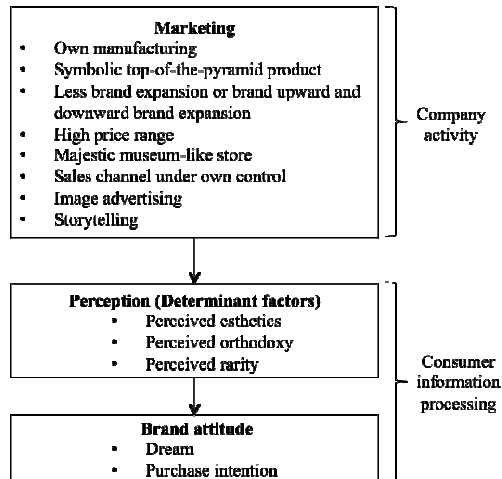 Marketing
• Own manufacturing
• Symbolic top-of-the-pyramid product
• Less brand expansion or brand upward and
downward brand expansion
• High price range
• Majestic museum-like store
• Sales channel under own control
• Image advertising
• Storytelling
Company
activity
Perception (Determinant factors)
• Perceived esthetics
• Perceived orthodoxy
• Perceived rarity
Consumer
information
processing
Brand attitude
• Dream
• Purchase intention